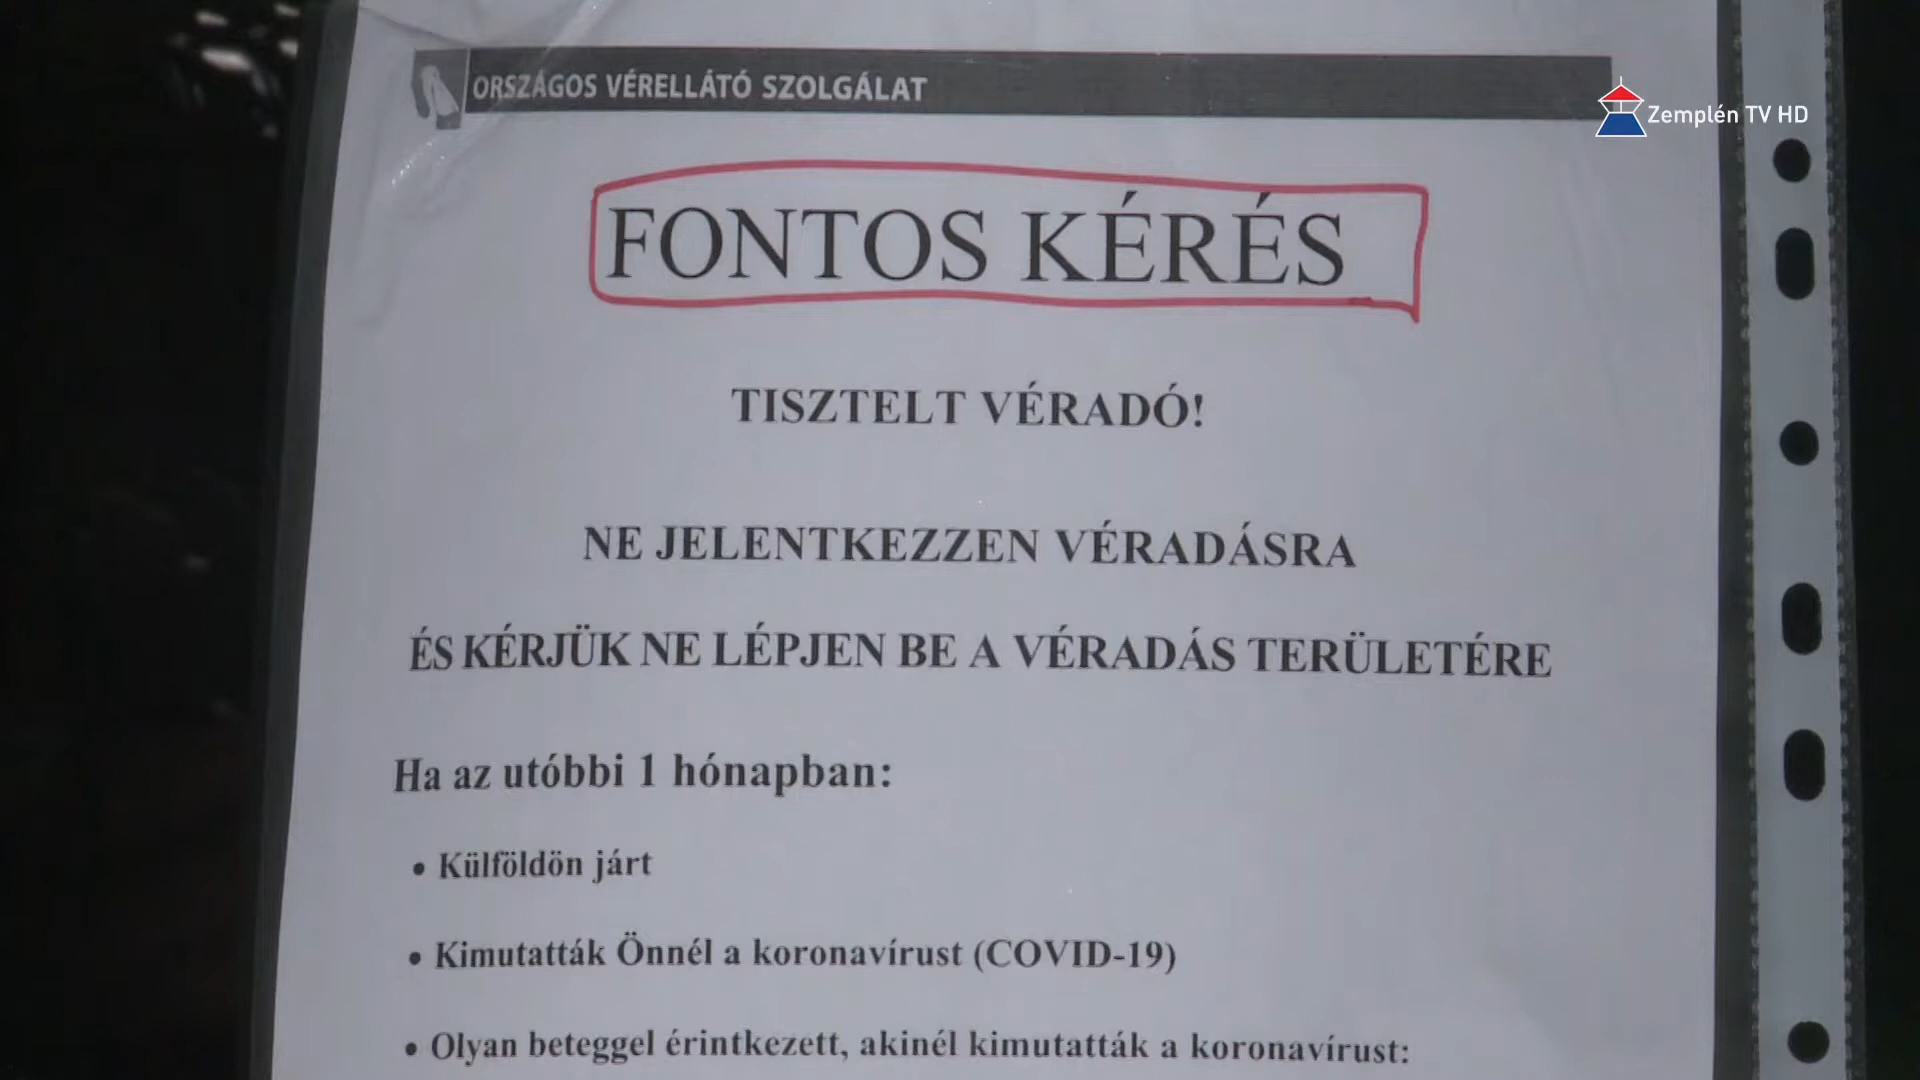 ORSZÁGOS VÉRELLÁTÓ SZOLGÁLAT
Zemplén TV HD
FONTOS KÉRÉS
TISZTELT VÉRADÓ!
NE JELENTKEZZEN VÉRADÁSRA
ÉS KÉRJÜK NE LÉPJEN BE A VÉRADÁS TERÜLETÉRE
Ha az utóbbi 1 hónapban:
• Külföldön járt
• Kimutatták Önnél a koronavírust (COVID-19)
• Olyan beteggel érintkezett, akinél kimutatták a koronavírust: